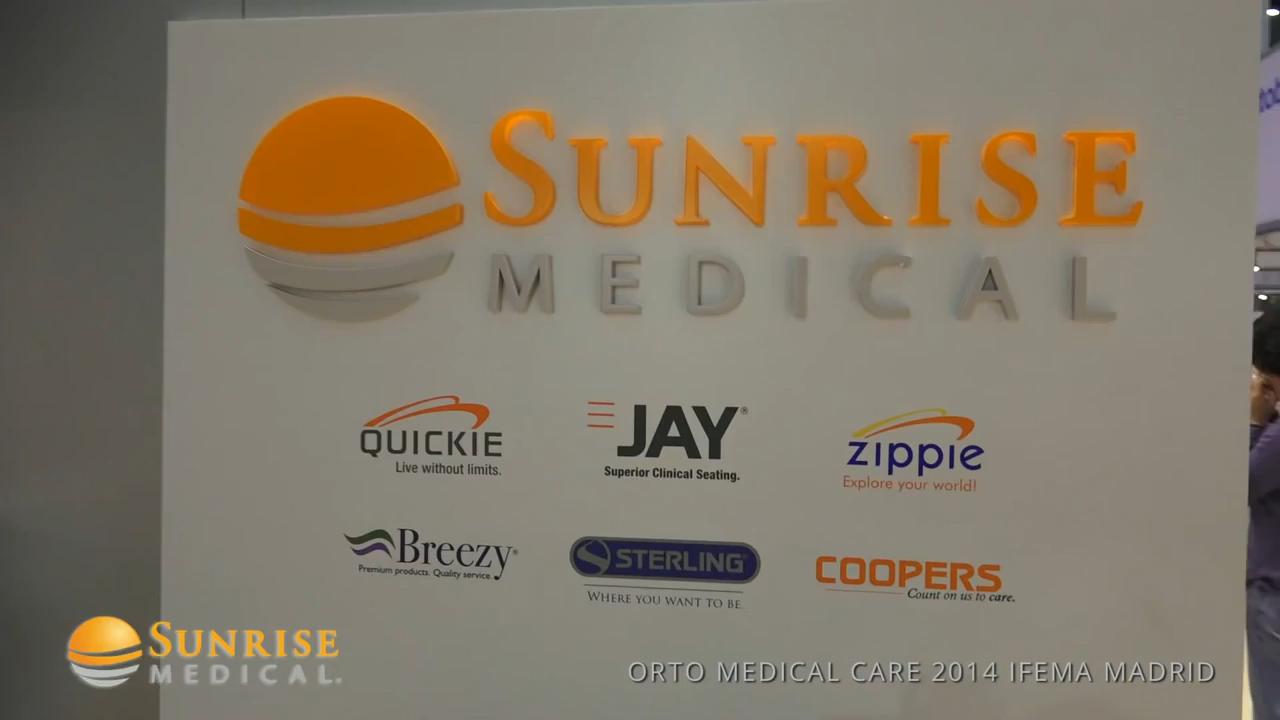 SUNRISE
MEDICAL
QUICKIE
Live without limits.
JAY®
Superior Clinical Seating.
zippie
Explore your world!
Breezy®
Premium products. Quality service.
STERLING
WHERE YOU WANT TO BE.
COOPERS
Count on us to care.
SUNRISE
MEDICAL.
ORTO MEDICAL CARE 2014 IFEMA MADRID